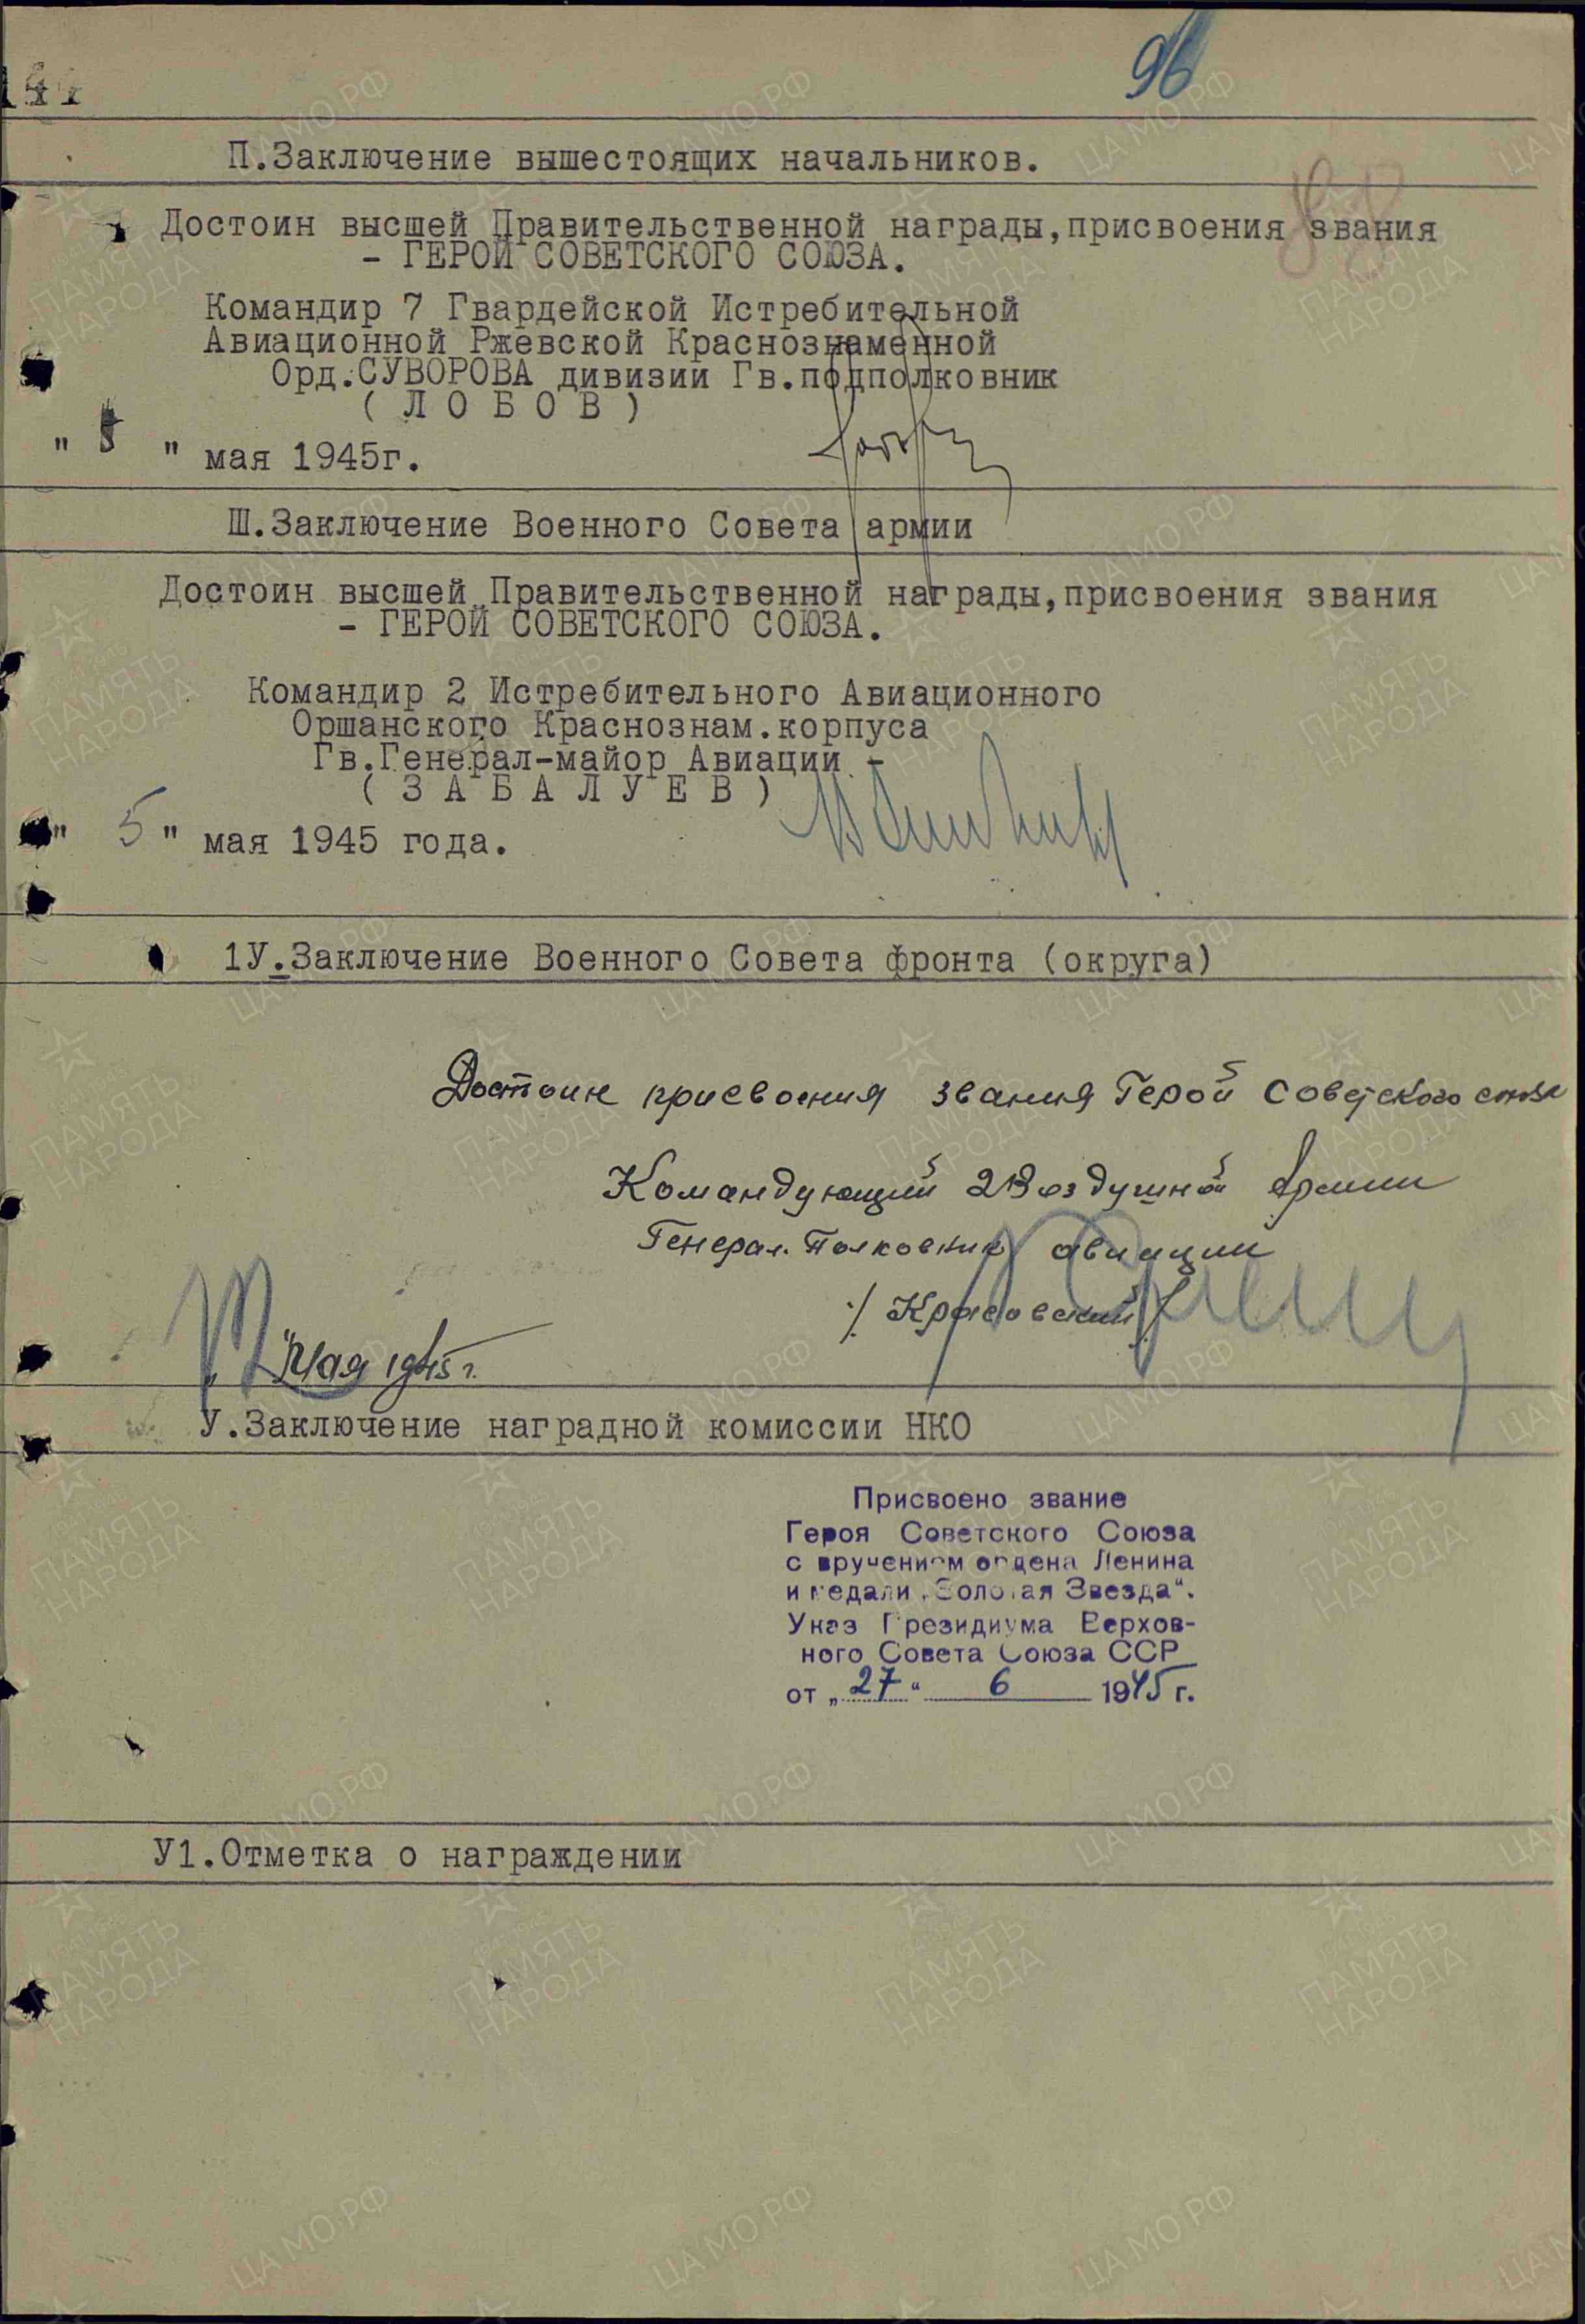 96
П.Заключение вышестоящих начальников.
Достоин высшей Правительственной награды,присвоения звания
- ГЕРОЙ СОВЕТСКОГО СОЮЗА.
Командир 7 Гвардейской Истребительной
Авиационной Ржевской Краснознаменной
Орд.СУВОРОВА дивизии Гв.подполковник
( Л О Б О В )
" 5 " мая 1945г.
Ш.Заключение Военного Совета армии
Достоин высшей Правительственной награды,присвоения звания
- ГЕРОЙ СОВЕТСКОГО СОЮЗА.
Командир 2 Истребительного Авиационного
Оршанского Краснознам.корпуса
Гв.Генерал-майор Авиации -
( З А Б А Л У Е В )
" 5 " мая 1945 года.
1У.Заключение Военного Совета фронта (округа)
Достоин присвоения звания Герой Советского союза
Командующий 2 Воздушной Армии
Генерал-Полковник авиации
/Красовский/
" " Мая 1945 г.
У.Заключение наградной комиссии НКО
Присвоено звание
Героя Советского Союза
с вручением ордена Ленина
и медали „Золотая Звезда“.
Указ Президиума Верхов-
ного Совета Союза ССР
от „27“ 6 1945 г.
У1.Отметка о награждении